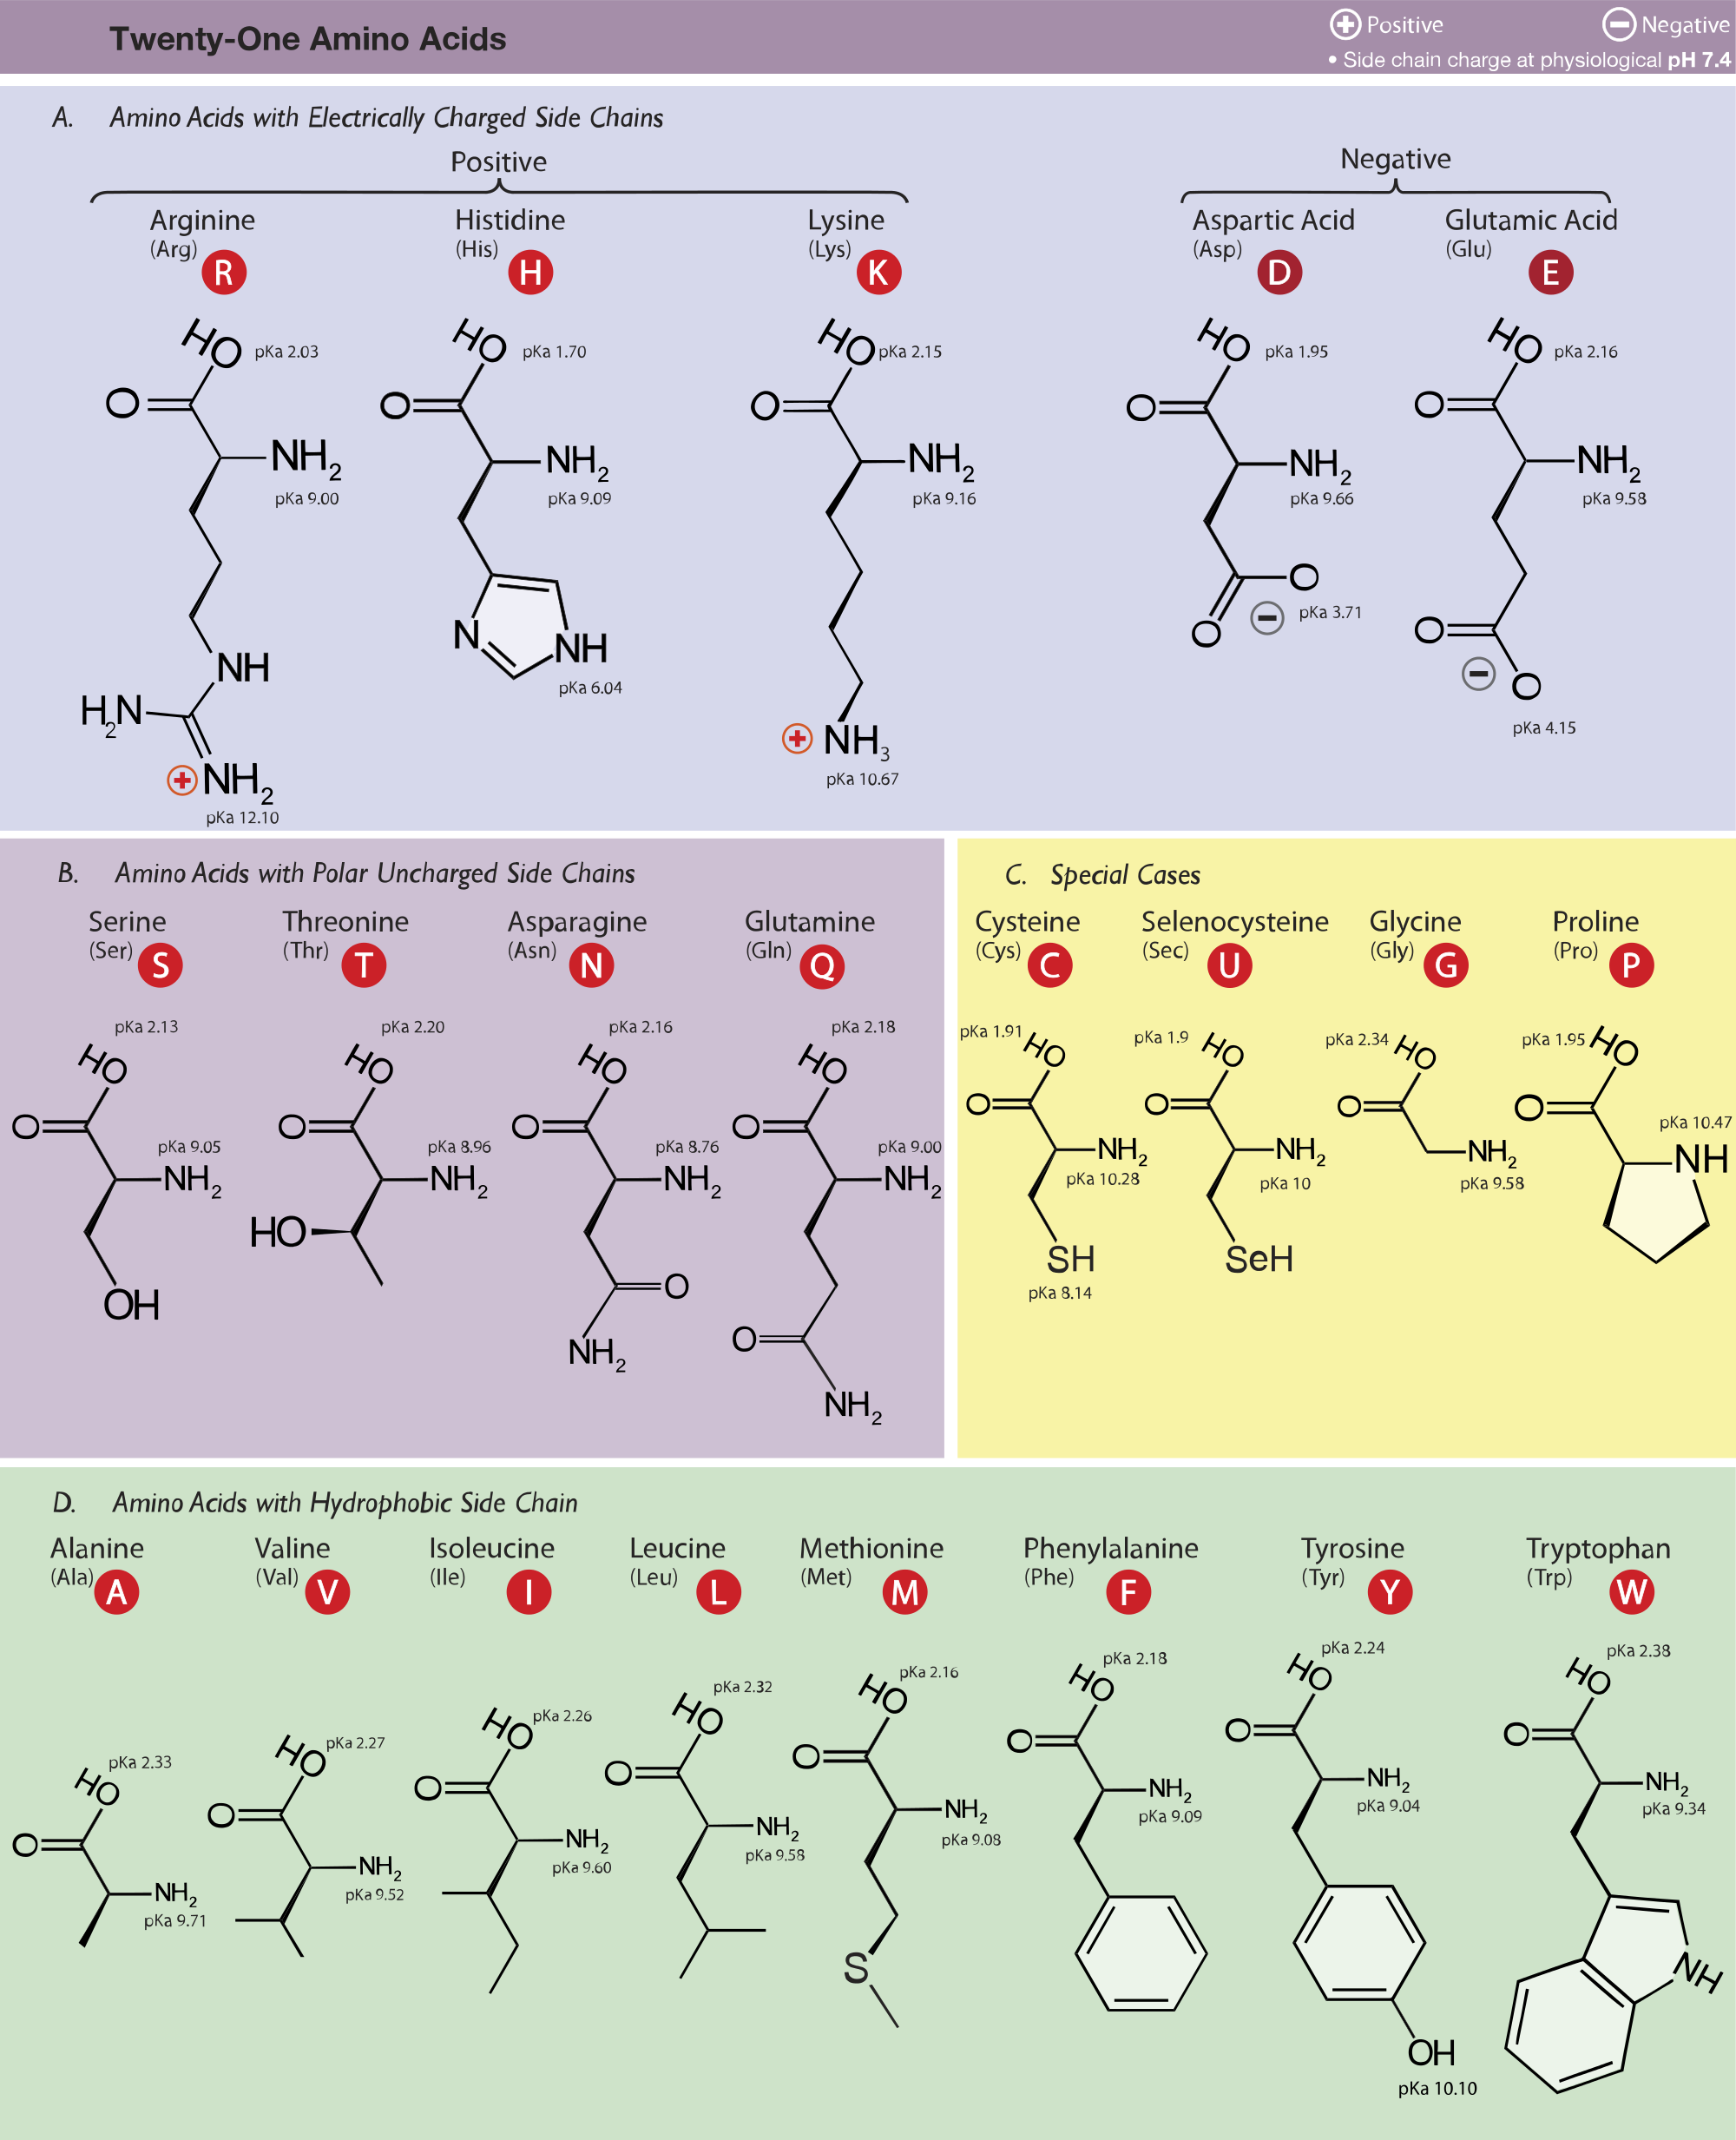 Twenty-One Amino Acids
Positive
Negative
• Side chain charge at physiological pH 7.4
A. Amino Acids with Electrically Charged Side Chains
Positive
Negative
Arginine
(Arg)
R
Histidine
(His)
H
Lysine
(Lys)
K
Aspartic Acid
(Asp)
D
Glutamic Acid
(Glu)
E
HO
pKa 2.03
O
NH2
pKa 9.00
NH
H2N
NH2
pKa 12.10
HO
pKa 1.70
O
NH2
pKa 9.09
N
NH
pKa 6.04
HO
pKa 2.15
O
NH2
pKa 9.16
NH3
pKa 10.67
HO
pKa 1.95
O
NH2
pKa 9.66
O
pKa 3.71
O
HO
pKa 2.16
O
NH2
pKa 9.58
O
O
pKa 4.15
B. Amino Acids with Polar Uncharged Side Chains
Serine
(Ser)
S
Threonine
(Thr)
T
Asparagine
(Asn)
N
Glutamine
(Gln)
Q
pKa 2.13
HO
O
pKa 9.05
NH2
OH
pKa 2.20
HO
O
pKa 8.96
NH2
HO
pKa 2.16
HO
O
pKa 8.76
NH2
O
NH2
pKa 2.18
HO
O
pKa 9.00
NH2
O
NH2
C. Special Cases
Cysteine
(Cys)
C
Selenocysteine
(Sec)
U
Glycine
(Gly)
G
Proline
(Pro)
P
pKa 1.91
HO
O
NH2
pKa 10.28
SH
pKa 8.14
pKa 1.9
HO
O
NH2
pKa 10
SeH
pKa 2.34
HO
O
NH2
pKa 9.58
pKa 1.95
HO
O
pKa 10.47
NH
D. Amino Acids with Hydrophobic Side Chain
Alanine
(Ala)
A
Valine
(Val)
V
Isoleucine
(Ile)
I
Leucine
(Leu)
L
Methionine
(Met)
M
Phenylalanine
(Phe)
F
Tyrosine
(Tyr)
Y
Tryptophan
(Trp)
W
pKa 2.33
HO
O
NH2
pKa 9.71
pKa 2.27
HO
O
NH2
pKa 9.52
pKa 2.26
HO
O
NH2
pKa 9.60
pKa 2.32
HO
O
NH2
pKa 9.58
pKa 2.16
HO
O
NH2
pKa 9.08
S
pKa 2.18
HO
O
NH2
pKa 9.09
pKa 2.24
HO
O
NH2
pKa 9.04
OH
pKa 10.10
pKa 2.38
HO
O
NH2
pKa 9.34
NH